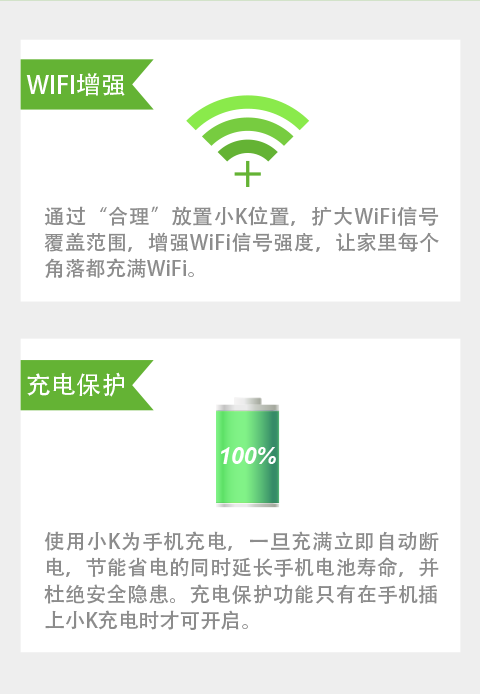 WIFI增强
通过“合理”放置小K位置，扩大WiFi信号
覆盖范围，增强WiFi信号强度，让家里每个
角落都充满WiFi。
充电保护
100%
使用小K为手机充电，一旦充满立即自动断
电，节能省电的同时延长手机电池寿命，并
杜绝安全隐患。充电保护功能只有在手机插
上小K充电时才可开启。